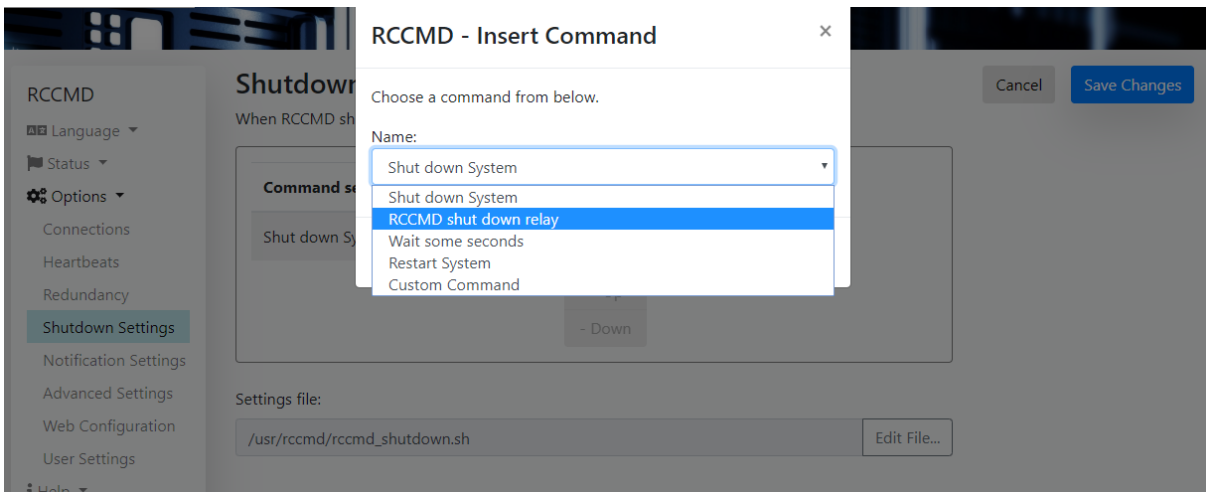 RCCMD - Insert Command
×
Choose a command from below.
Name:
Shut down System
Shut down System
RCCMD shut down relay
Wait some seconds
Restart System
Custom Command
RCCMD
Language
Status
Options
Connections
Heartbeats
Redundancy
Shutdown Settings
Notification Settings
Advanced Settings
Web Configuration
User Settings
Shutdown
When RCCMD sh
Cancel
Save Changes
Command se
Shut down Sy
- Down
Settings file:
/usr/rccmd/rccmd_shutdown.sh
Edit File...